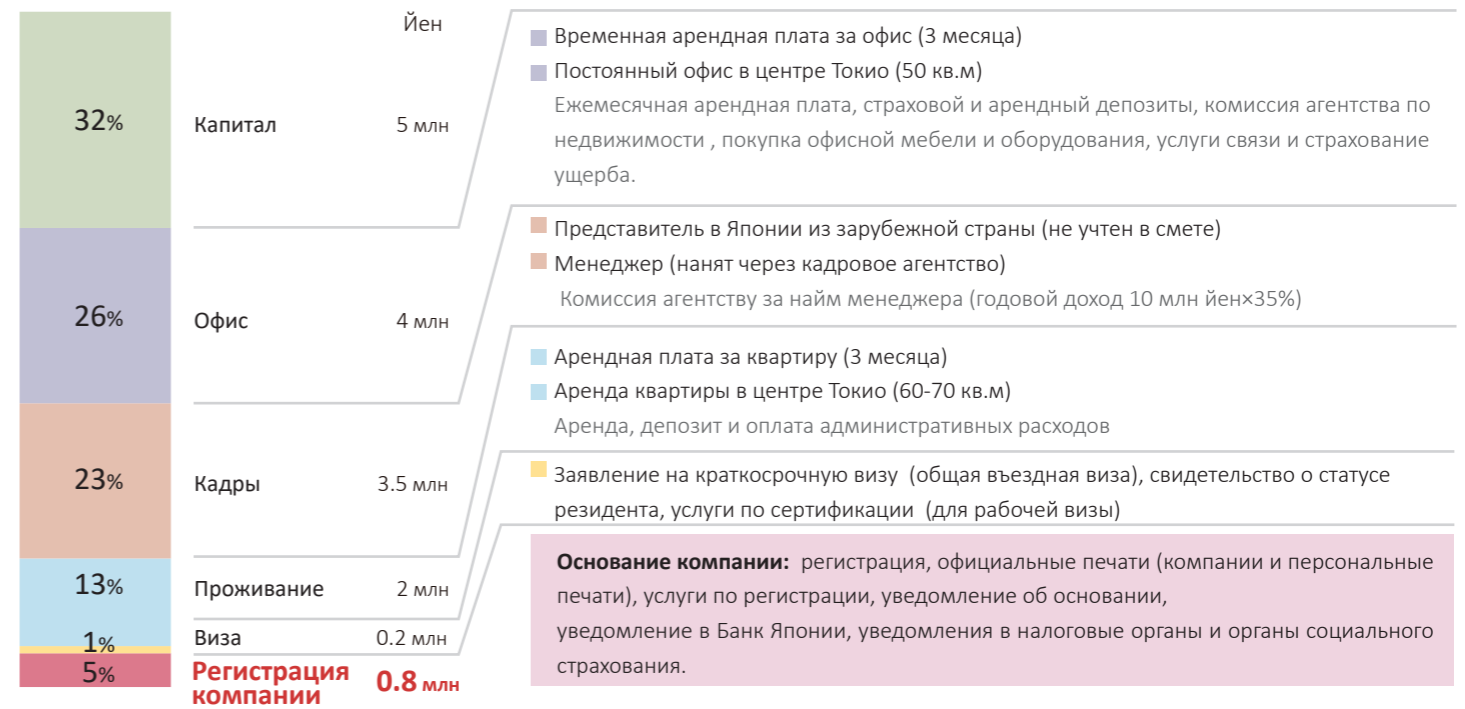 Йен
32%
Капитал
5 млн
26%
Офис
4 млн
23%
Кадры
3.5 млн
13%
Проживание
2 млн
1%
Виза
0.2 млн
5%
Регистрация
компании
0.8 млн
Временная арендная плата за офис (3 месяца)
Постоянный офис в центре Токио (50 кв.м)
Ежемесячная арендная плата, страховой и арендный депозиты, комиссия агентства по
недвижимости , покупка офисной мебели и оборудования, услуги связи и страхование
ущерба.
Представитель в Японии из зарубежной страны (не учтен в смете)
Менеджер (нанят через кадровое агентство)
Комиссия агентству за найм менеджера (годовой доход 10 млн йен×35%)
Арендная плата за квартиру (3 месяца)
Аренда квартиры в центре Токио (60-70 кв.м)
Аренда, депозит и оплата административных расходов
Заявление на краткосрочную визу (общая въездная виза), свидетельство о статусе
резидента, услуги по сертификации (для рабочей визы)
Основание компании: регистрация, официальные печати (компании и персональные
печати), услуги по регистрации, уведомление об основании,
уведомление в Банк Японии, уведомления в налоговые органы и органы социального
страхования.